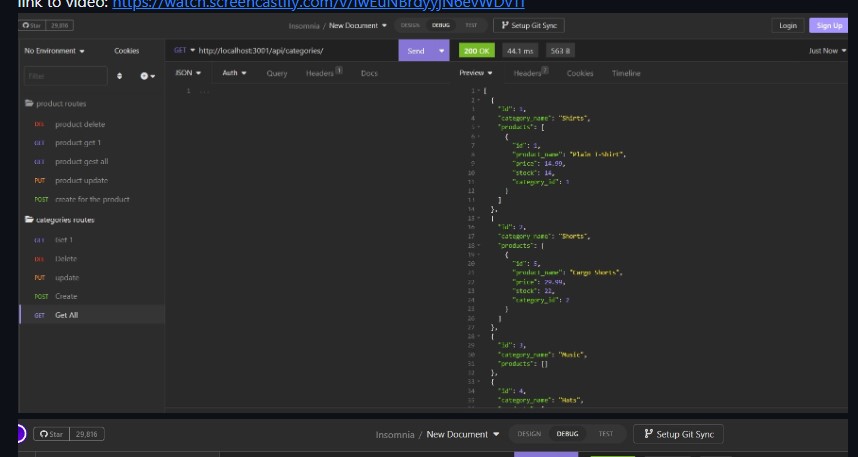 link to video: https://watch.screencastify.com/v/
Star 29,816
Insomnia / New Document
DESIGN DEBUG TEST
Setup Git Sync
Login Sign Up
No Environment Cookies
GET http://localhost:3001/api/categories/ Send
200 OK 44.1 ms 563 B Just Now
Filter
JSON Auth Query Headers 1 Docs
Preview Headers 7 Cookies Timeline
product routes
DEL product delete
GET product get 1
GET product gest all
PUT product update
POST create for the product
categories routes
GET Get 1
DEL Delete
PUT update
POST Create
GET Get All
1 ...
1 [
2 {
3 "id": 1,
4 "category_name": "Shirts",
5 "products": [
6 {
7 "id": 1,
8 "product_name": "Plain T-Shirt",
9 "price": 14.99,
10 "stock": 14,
11 "category_id": 1
12 }
13 ]
14 },
15 {
16 "id": 2,
17 "category_name": "Shorts",
18 "products": [
19 {
20 "id": 5,
21 "product_name": "Cargo Shorts",
22 "price": 29.99,
23 "stock": 22,
24 "category_id": 2
25 }
26 ]
27 },
28 {
29 "id": 3,
30 "category_name": "Music",
31 "products": []
32 },
33 {
34 "id": 4,
35 "category_name": "Hats",
Star 29,816
Insomnia / New Document
DESIGN DEBUG TEST
Setup Git Sync